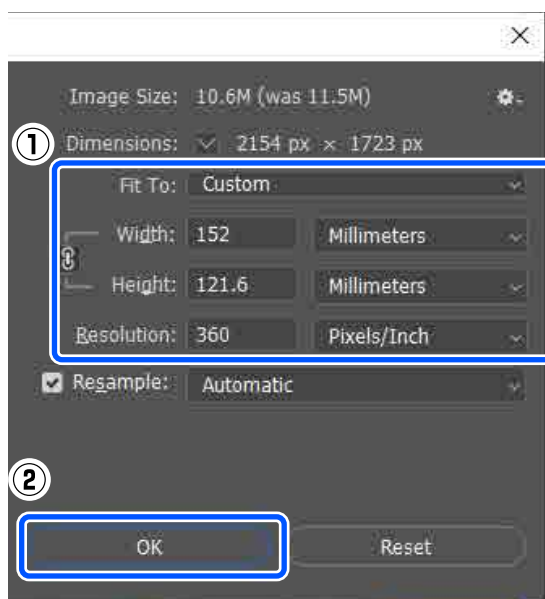 Image Size: 10.6M (was 11.5M)
① Dimensions: 2154 px × 1723 px
Fit To: Custom
Width: 152 Millimeters
Height: 121.6 Millimeters
Resolution: 360 Pixels/Inch
Resample: Automatic
②
OK Reset